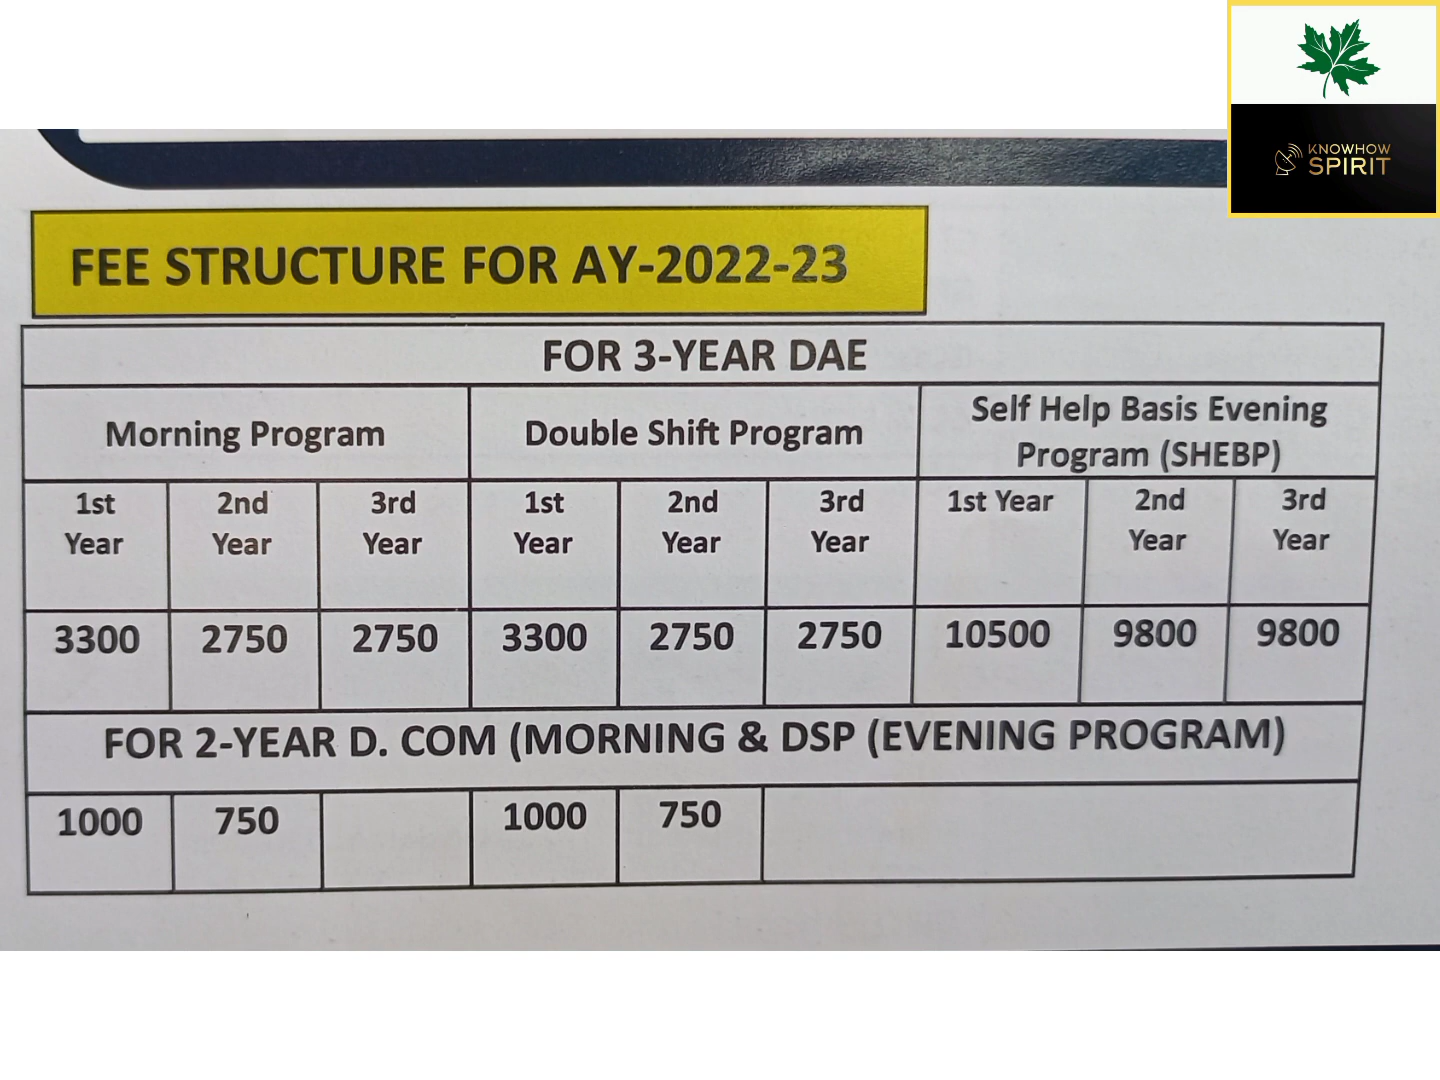 KNOWHOW
SPIRIT
FEE STRUCTURE FOR AY-2022-23
FOR 3-YEAR DAE
Morning Program Double Shift Program Self Help Basis Evening
Program (SHEBP)
1st 2nd 3rd 1st 2nd 3rd 1st Year 2nd 3rd
Year Year Year Year Year Year Year Year
3300 2750 2750 3300 2750 2750 10500 9800 9800
FOR 2-YEAR D. COM (MORNING & DSP (EVENING PROGRAM)
1000 750 1000 750